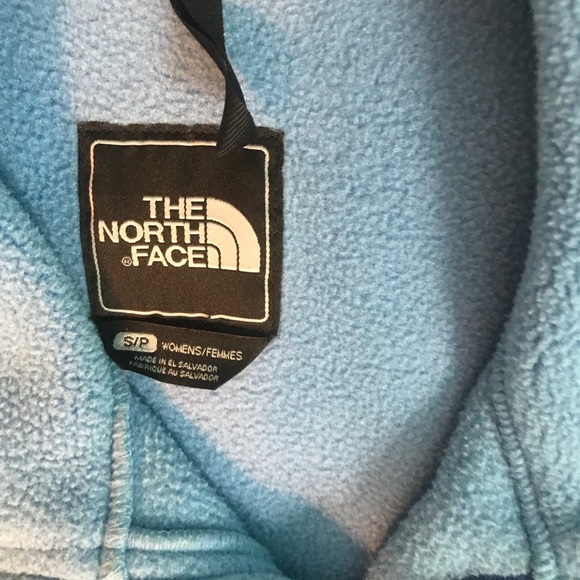 THE
NORTH
® FACE
S/P WOMENS/FEMMES
MADE IN EL SALVADOR
FABRIQUE AU SALVADOR